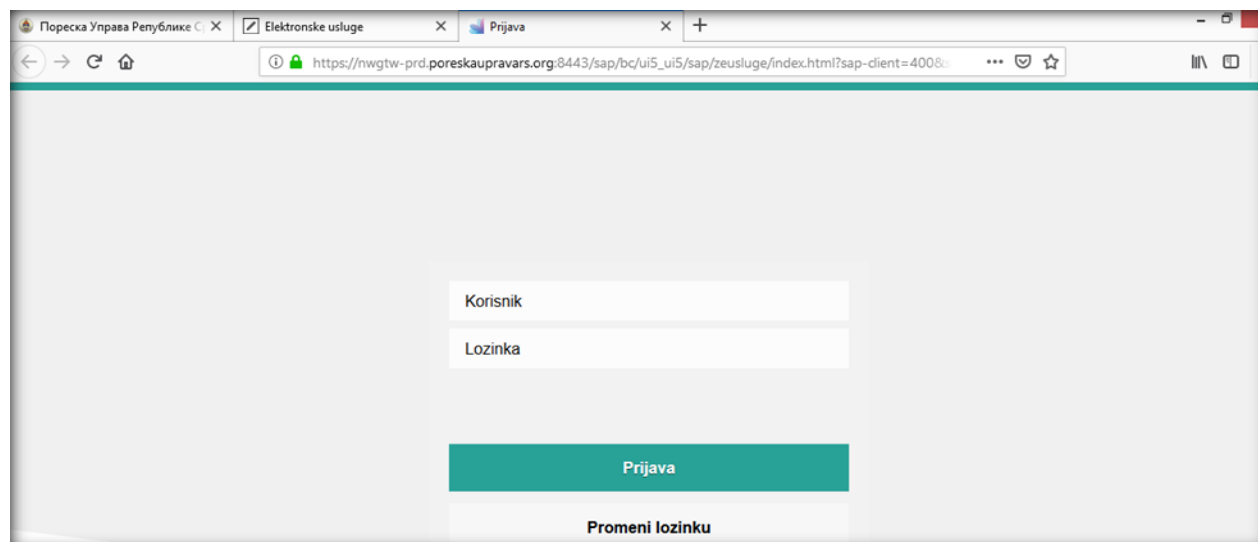 Пореска Управа Републике С
Elektronske usluge
Prijava
https://nwgtw-prd.poreskaupravars.org:8443/sap/bc/ui5_ui5/sap/zeusluge/index.html?sap-client=400&
Korisnik
Lozinka
Prijava
Promeni lozinku